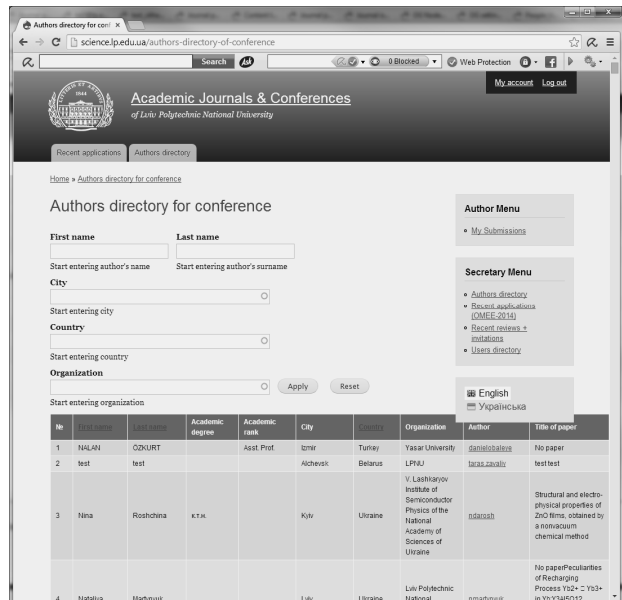 Authors directory for conf
science.lp.edu.ua/authors-directory-of-conference
Search
Ask
0 Blocked
Web Protection
My account Log out
1844
Academic Journals & Conferences
of Lviv Polytechnic National University
Recent applications
Authors directory
Home » Authors directory for conference
Authors directory for conference
First name
Last name
Start entering author's name
Start entering author's surname
City
Start entering city
Country
Start entering country
Organization
Apply
Reset
Start entering organization
Author Menu
My Submissions
Secretary Menu
Authors directory
Recent applications
(OMEE-2014)
Recent reviews +
invitations
Users directory
English
Українська
№ First name Last name Academic degree Academic rank City Country Organization Author Title of paper
1 NALAN ÖZKURT Asst. Prof. Izmir Turkey Yasar University danielobaleye No paper
2 test test Alchevsk Belarus LPNU taras.zavaliy test test
3 Nina Roshchina к.т.н. Kyiv Ukraine
V. Lashkaryov
Institute of
Semiconductor
Physics of the
National
Academy of
Sciences of
Ukraine
ndarosh
Structural and electro-
physical properties of
ZnO films, obtained by
a nonvacuum
chemical method
4 Nataliya Martynyuk Lviv Ukraine
Lviv Polytechnic
National
nmartynyuk
No paperPeculiarities
of Recharging
Process Yb2+ □ Yb3+
in Yb:Y3Al5O12